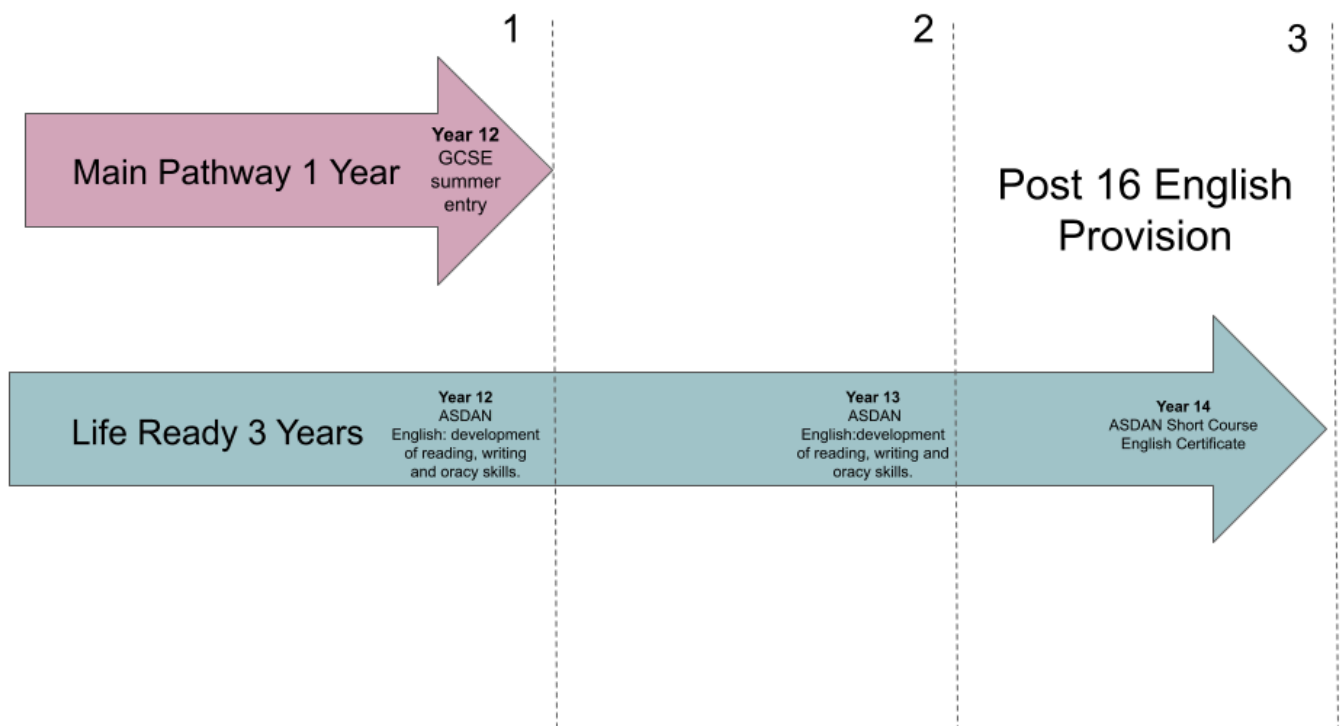 1
2
3
Main Pathway 1 Year
Year 12
GCSE
summer
entry
Post 16 English
Provision
Life Ready 3 Years
Year 12
ASDAN
English: development
of reading, writing
and oracy skills.
Year 13
ASDAN
English:development
of reading, writing and
oracy skills.
Year 14
ASDAN Short Course
English Certificate